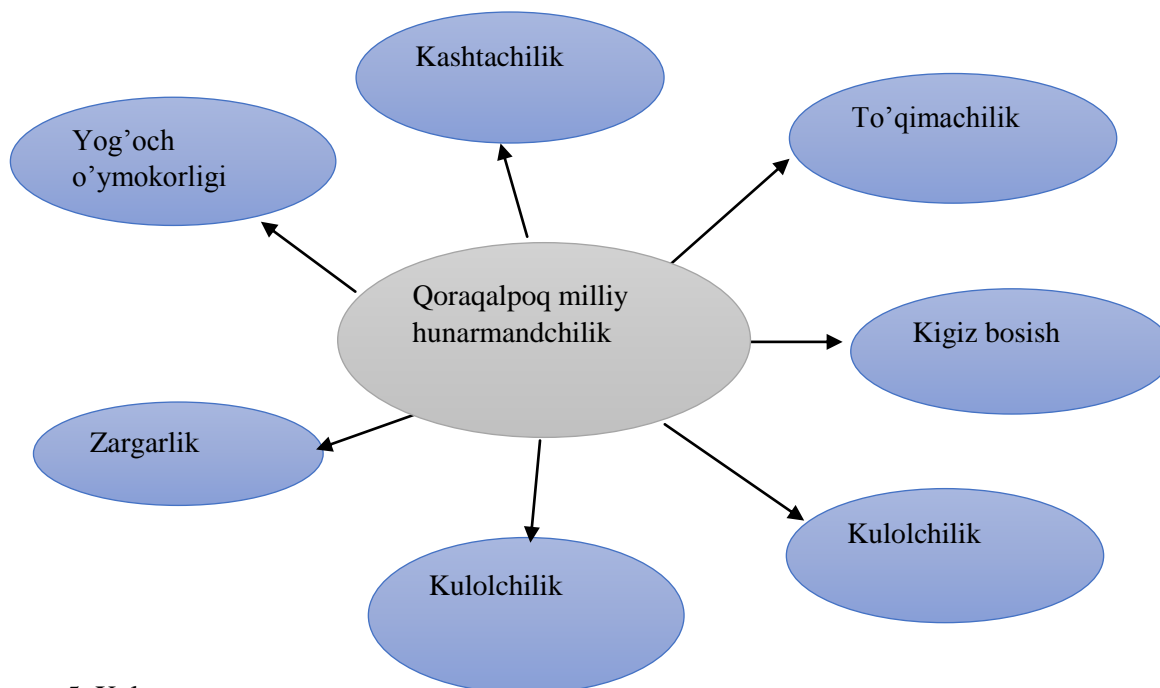 Kashtachilik
To’qimachilik
Yog’och
o’ymokorligi
Qoraqalpoq milliy
hunarmandchilik
Kigiz bosish
Zargarlik
Kulolchilik
Kulolchilik